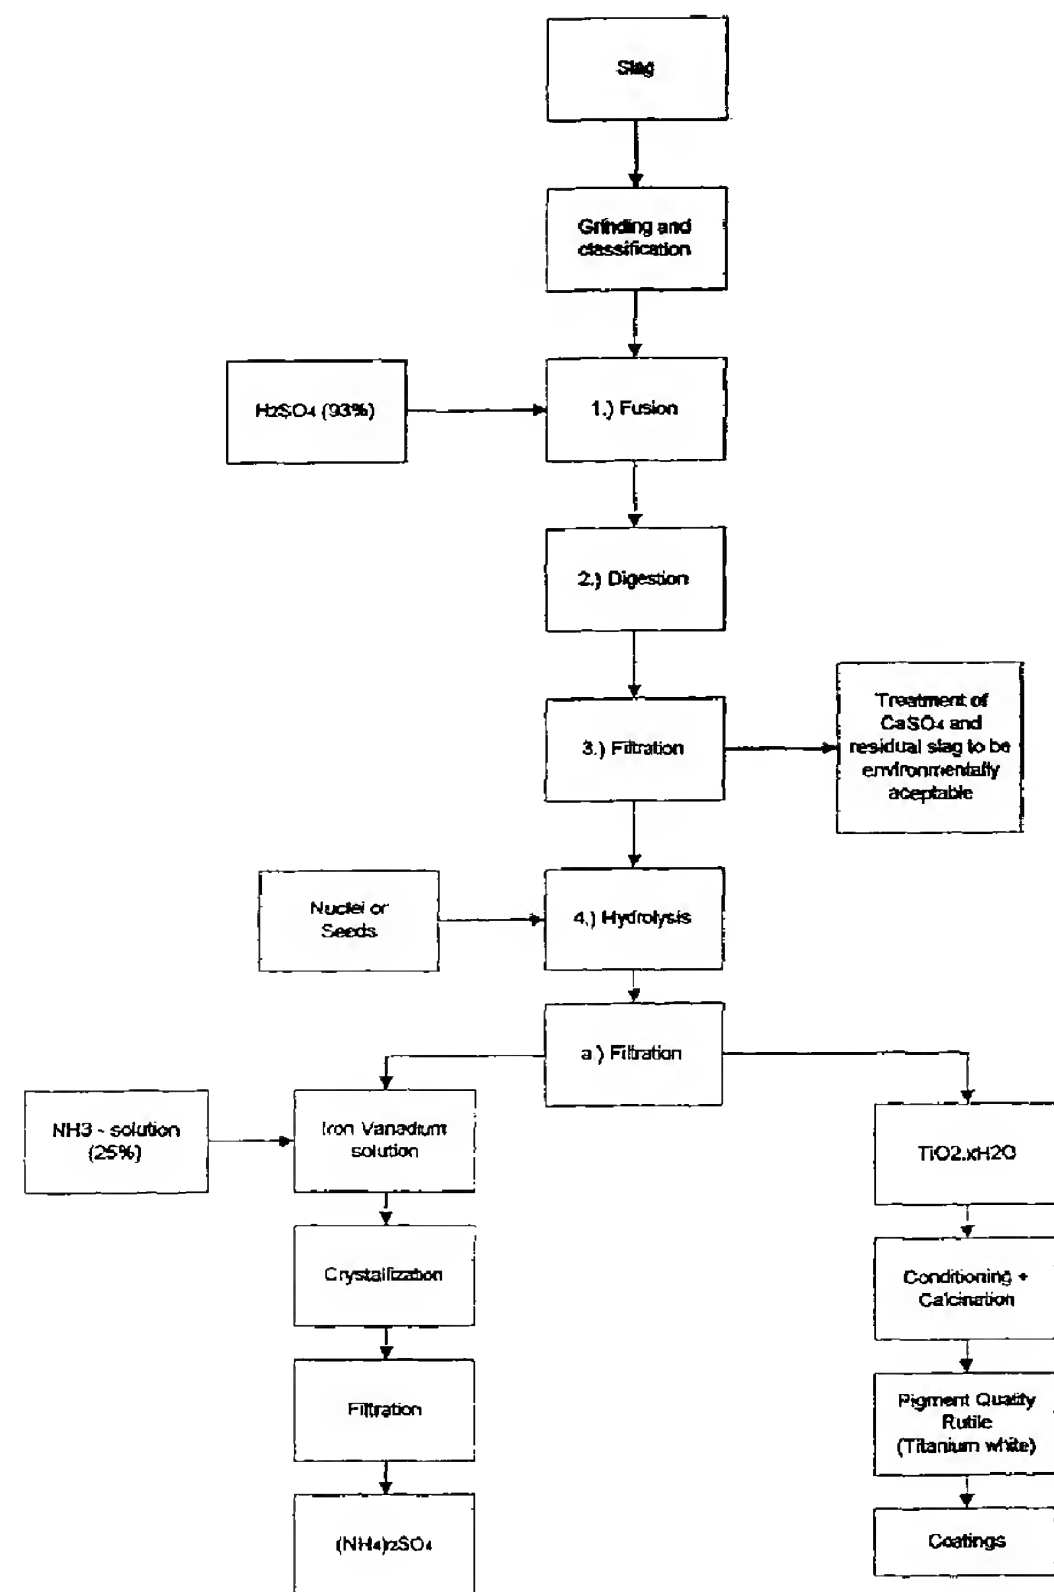 Slag
Grinding and
classification
H2SO4 (93%)
1.) Fusion
2.) Digestion
3.) Filtration
Treatment of
CaSO4 and
residual slag to be
environmentally
aceptable
Nuclei or
Seeds
4.) Hydrolysis
a.) Filtration
NH3 - solution
(25%)
Iron Vanadium
solution
TiO2.xH2O
Crystallization
Conditioning +
Calcination
Filtration
Pigment Quality
Rutile
(Titanium white)
(NH4)2SO4
Coatings